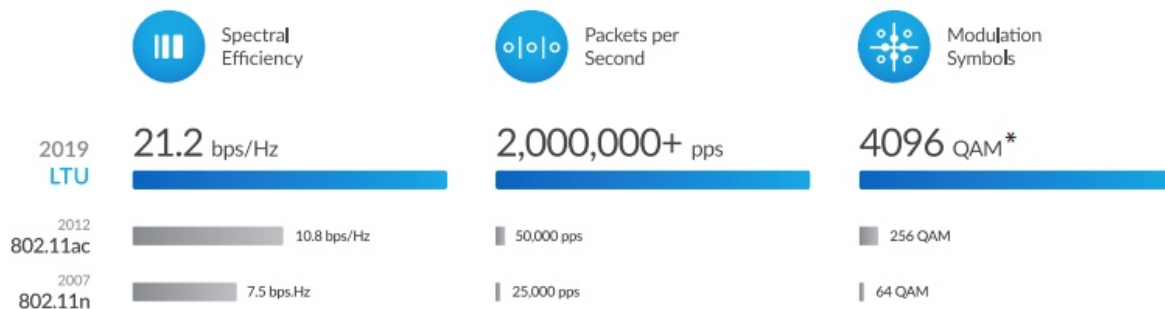 Spectral
Efficiency
Packets per
Second
Modulation
Symbols
2019
LTU
21.2 bps/Hz
2,000,000+ pps
4096 QAM*
2012
802.11ac
10.8 bps/Hz
50,000 pps
256 QAM
2007
802.11n
7.5 bps.Hz
25,000 pps
64 QAM